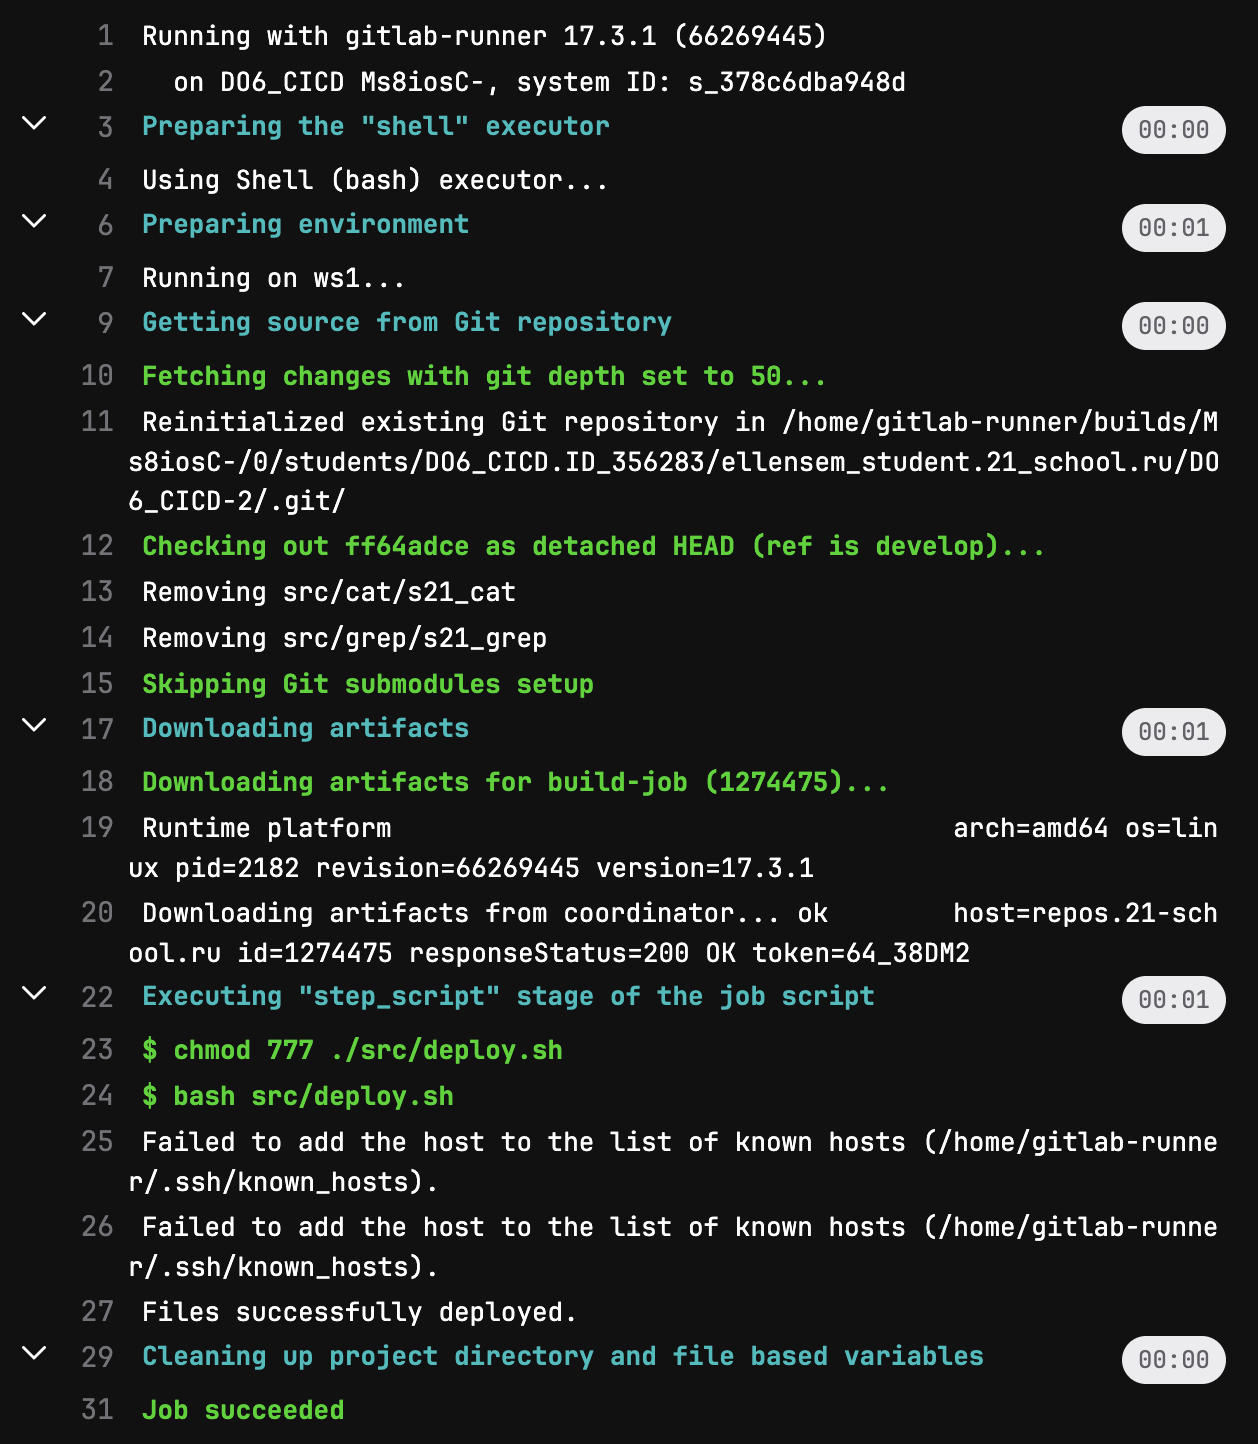 1 Running with gitlab-runner 17.3.1 (66269445)
2 on DO6_CICD Ms8iosC-, system ID: s_378c6dba948d
3 Preparing the "shell" executor 00:00
4 Using Shell (bash) executor...
6 Preparing environment 00:01
7 Running on ws1...
9 Getting source from Git repository 00:00
10 Fetching changes with git depth set to 50...
11 Reinitialized existing Git repository in /home/gitlab-runner/builds/M
s8iosC-/0/students/DO6_CICD.ID_356283/ellensem_student.21_school.ru/DO
6_CICD-2/.git/
12 Checking out ff64adce as detached HEAD (ref is develop)...
13 Removing src/cat/s21_cat
14 Removing src/grep/s21_grep
15 Skipping Git submodules setup
17 Downloading artifacts 00:01
18 Downloading artifacts for build-job (1274475)...
19 Runtime platform arch=amd64 os=lin
ux pid=2182 revision=66269445 version=17.3.1
20 Downloading artifacts from coordinator... ok host=repos.21-sch
ool.ru id=1274475 responseStatus=200 OK token=64_38DM2
22 Executing "step_script" stage of the job script 00:01
23 $ chmod 777 ./src/deploy.sh
24 $ bash src/deploy.sh
25 Failed to add the host to the list of known hosts (/home/gitlab-runne
r/.ssh/known_hosts).
26 Failed to add the host to the list of known hosts (/home/gitlab-runne
r/.ssh/known_hosts).
27 Files successfully deployed.
29 Cleaning up project directory and file based variables 00:00
31 Job succeeded